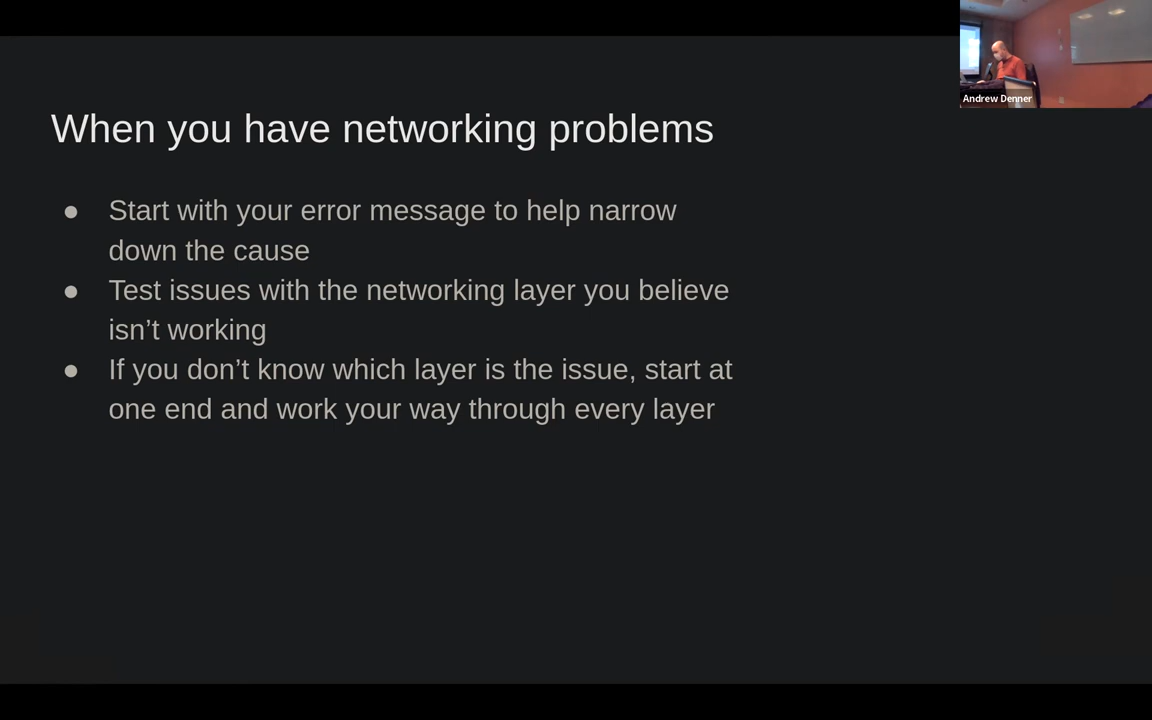 Andrew Denner
When you have networking problems
● Start with your error message to help narrow
down the cause
● Test issues with the networking layer you believe
isn’t working
● If you don’t know which layer is the issue, start at
one end and work your way through every layer